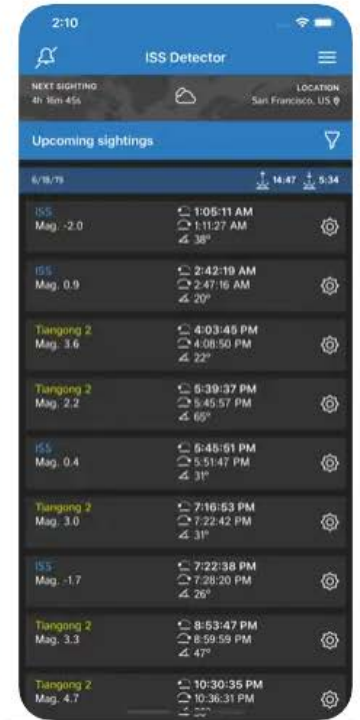 2:10
ISS Detector
NEXT SIGHTING LOCATION
4h 16m 45s San Francisco, US
Upcoming sightings
6/18/19 14:47 5:34
ISS 1:05:11 AM
Mag. -2.0 1:11:27 AM
38°
ISS 2:42:19 AM
Mag. 0.9 2:47:16 AM
20°
Tiangong 2 4:03:45 PM
Mag. 3.6 4:08:50 PM
22°
Tiangong 2 5:39:37 PM
Mag. 2.2 5:45:57 PM
65°
ISS 5:45:51 PM
Mag. 0.4 5:51:47 PM
31°
Tiangong 2 7:16:53 PM
Mag. 3.0 7:22:42 PM
31°
ISS 7:22:38 PM
Mag. -1.7 7:28:20 PM
26°
Tiangong 2 8:53:47 PM
Mag. 3.3 8:59:59 PM
47°
Tiangong 2 10:30:35 PM
Mag. 4.7 10:36:31 PM